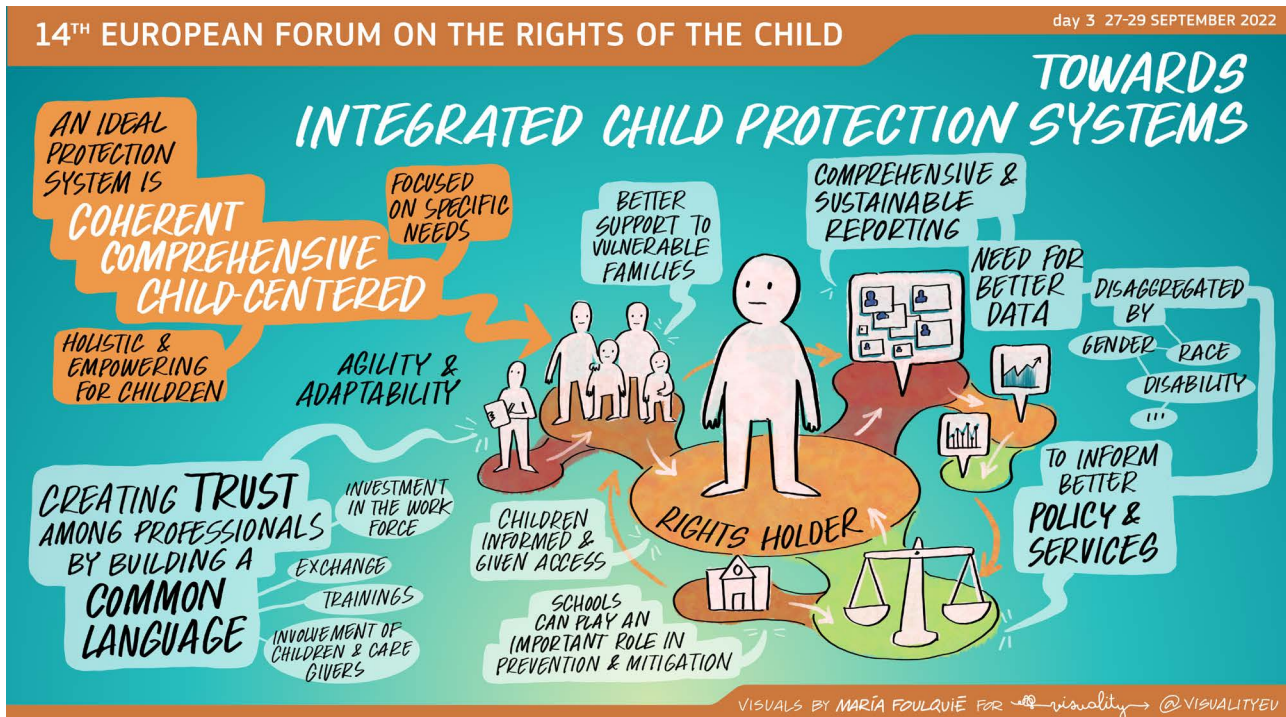 14TH EUROPEAN FORUM ON THE RIGHTS OF THE CHILD
day 3 27-29 SEPTEMBER 2022
TOWARDS
INTEGRATED CHILD PROTECTION SYSTEMS
AN IDEAL
PROTECTION
SYSTEM IS
COHERENT
COMPREHENSIVE
CHILD-CENTERED
FOCUSED
ON SPECIFIC
NEEDS
HOLISTIC &
EMPOWERING
FOR CHILDREN
AGILITY &
ADAPTABILITY
BETTER
SUPPORT TO
VULNERABLE
FAMILIES
COMPREHENSIVE &
SUSTAINABLE
REPORTING
NEED FOR
BETTER
DATA
DISAGGREGATED
BY
GENDER
RACE
DISABILITY
...
TO INFORM
BETTER
POLICY &
SERVICES
RIGHTS HOLDER
CREATING TRUST
AMONG PROFESSIONALS
BY BUILDING A
COMMON
LANGUAGE
INVESTMENT
IN THE WORK
FORCE
EXCHANGE
TRAININGS
INVOLVEMENT OF
CHILDREN & CARE
GIVERS
CHILDREN
INFORMED &
GIVEN ACCESS
SCHOOLS
CAN PLAY AN
IMPORTANT ROLE IN
PREVENTION & MITIGATION
VISUALS BY MARÍA FOULQUIÉ FOR visuality @VISUALITYEU